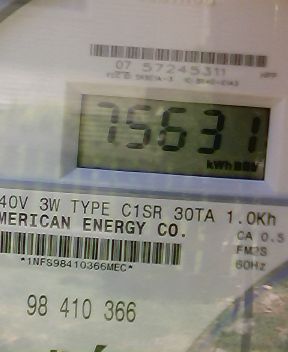 07 57245311
75631
kWh
40V 3W TYPE C1SR 30TA 1.0Kh
MERICAN ENERGY CO.
CA 0.5
FM2S
60Hz
*1NFS98410366MEC*
98 410 366